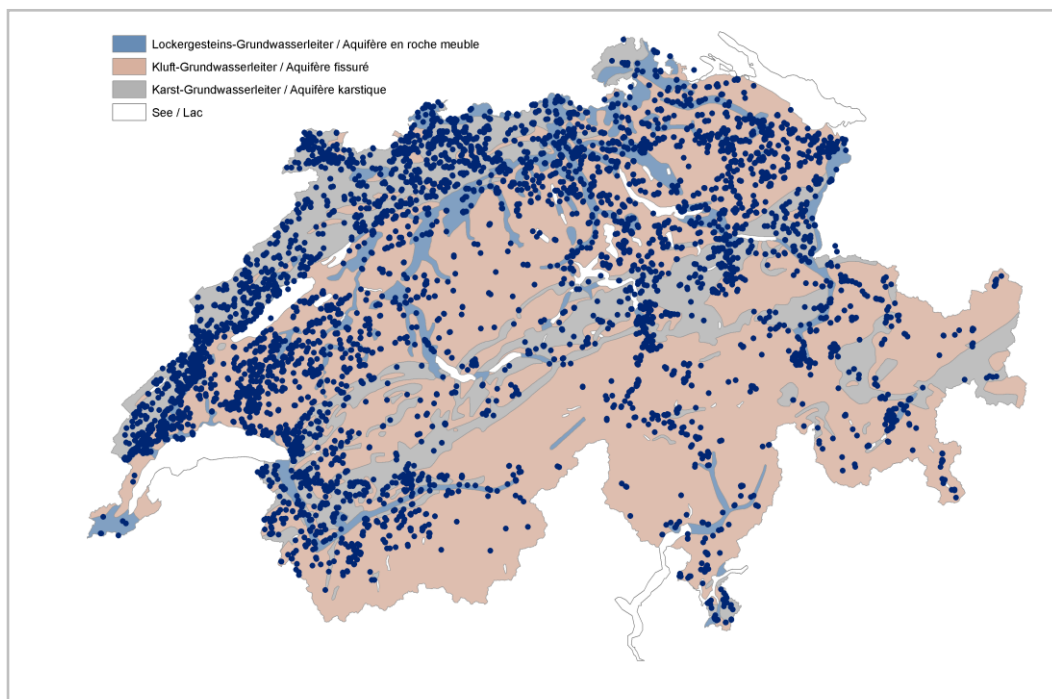 Lockergesteins-Grundwasserleiter / Aquifère en roche meuble
Kluft-Grundwasserleiter / Aquifère fissuré
Karst-Grundwasserleiter / Aquifère karstique
See / Lac